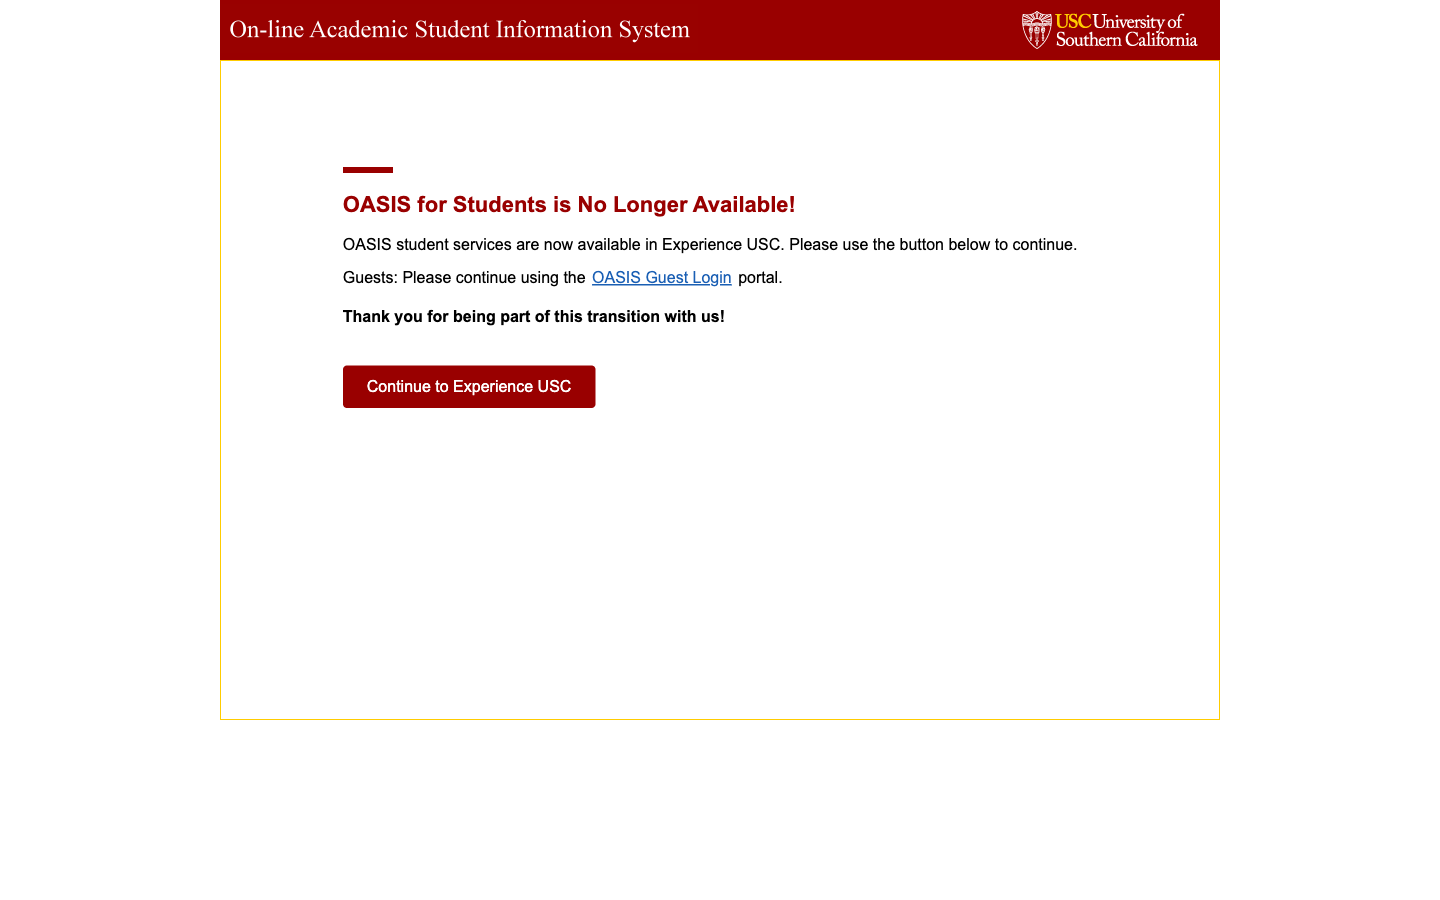 On-line Academic Student Information System
USC University of
Southern California
OASIS for Students is No Longer Available!
OASIS student services are now available in Experience USC. Please use the button below to continue.
Guests: Please continue using the OASIS Guest Login portal.
Thank you for being part of this transition with us!
Continue to Experience USC